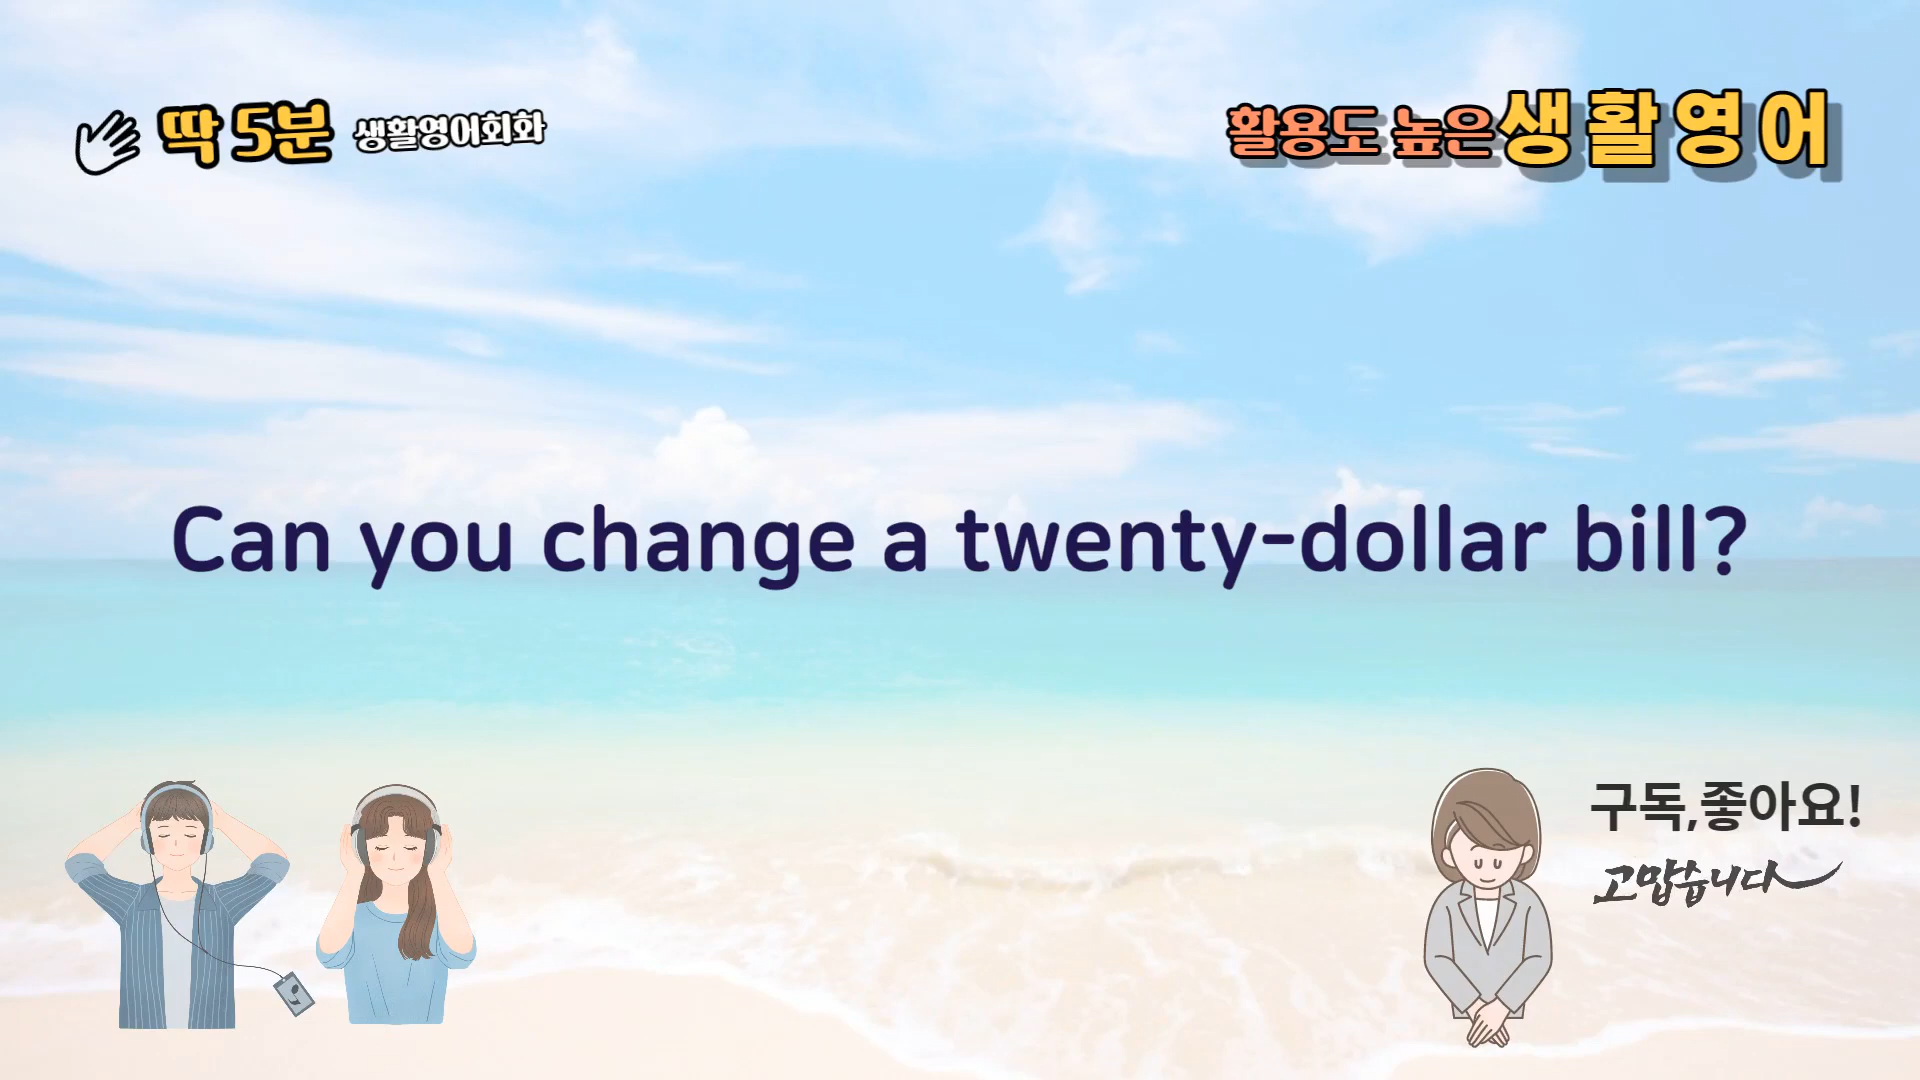 딱 5분 생활영어회화
활용도 높은 생활영어
Can you change a twenty-dollar bill?
구독,좋아요!
고맙습니다